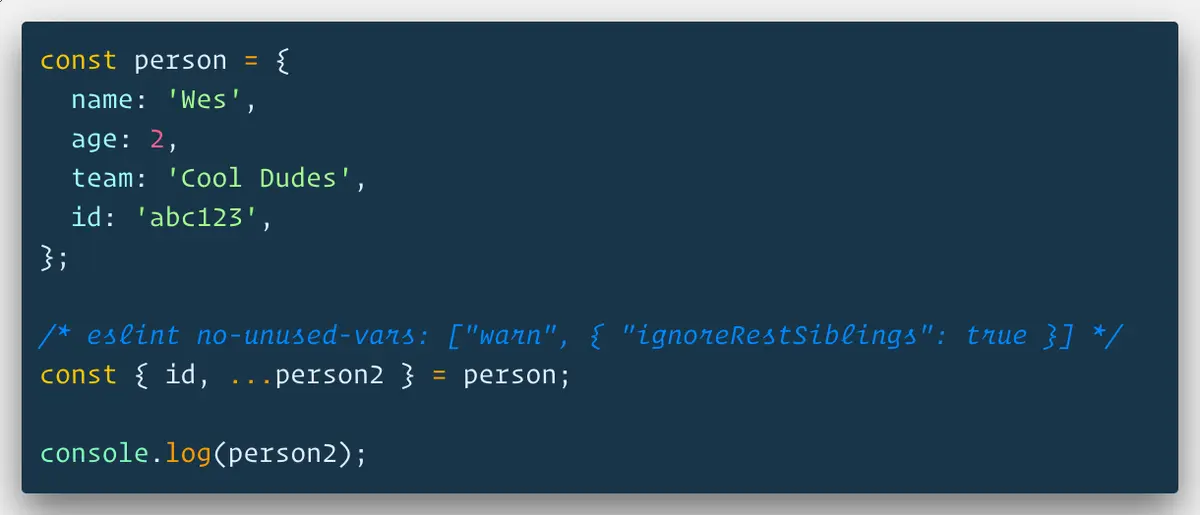 const person = {
  name: 'Wes',
  age: 2,
  team: 'Cool Dudes',
  id: 'abc123',
};
/* eslint no-unused-vars: ["warn", { "ignoreRestSiblings": true }] */
const { id, ...person2 } = person;
console.log(person2);